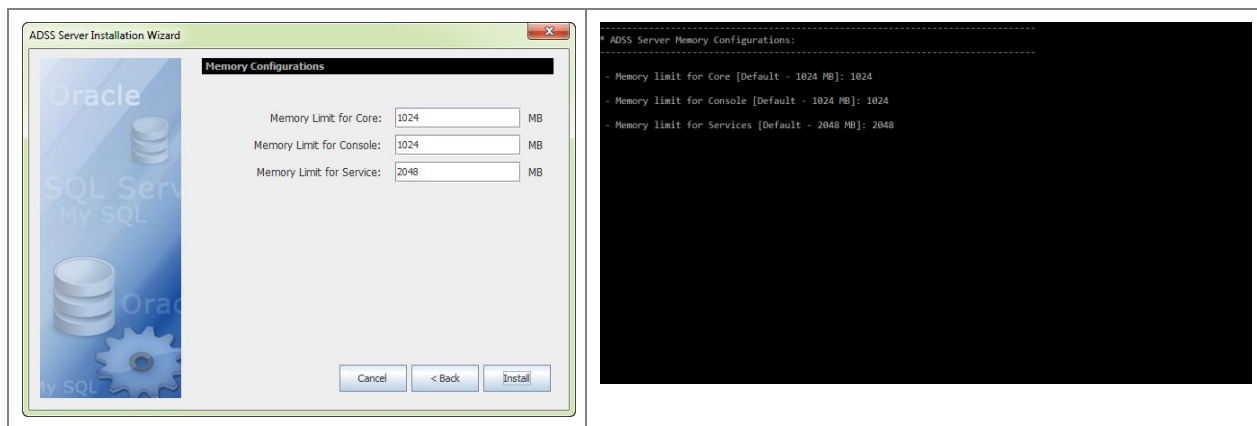 ADSS Server Installation Wizard
Memory Configurations
Oracle
SQL Serv
My SQL
Orac
ly SQL
Memory Limit for Core: 1024 MB
Memory Limit for Console: 1024 MB
Memory Limit for Service: 2048 MB
Cancel < Back Install
--------------------------------------------------------------------------------
* ADSS Server Memory Configurations:
--------------------------------------------------------------------------------
- Memory limit for Core [Default - 1024 MB]: 1024
- Memory limit for Console [Default - 1024 MB]: 1024
- Memory limit for Services [Default - 2048 MB]: 2048